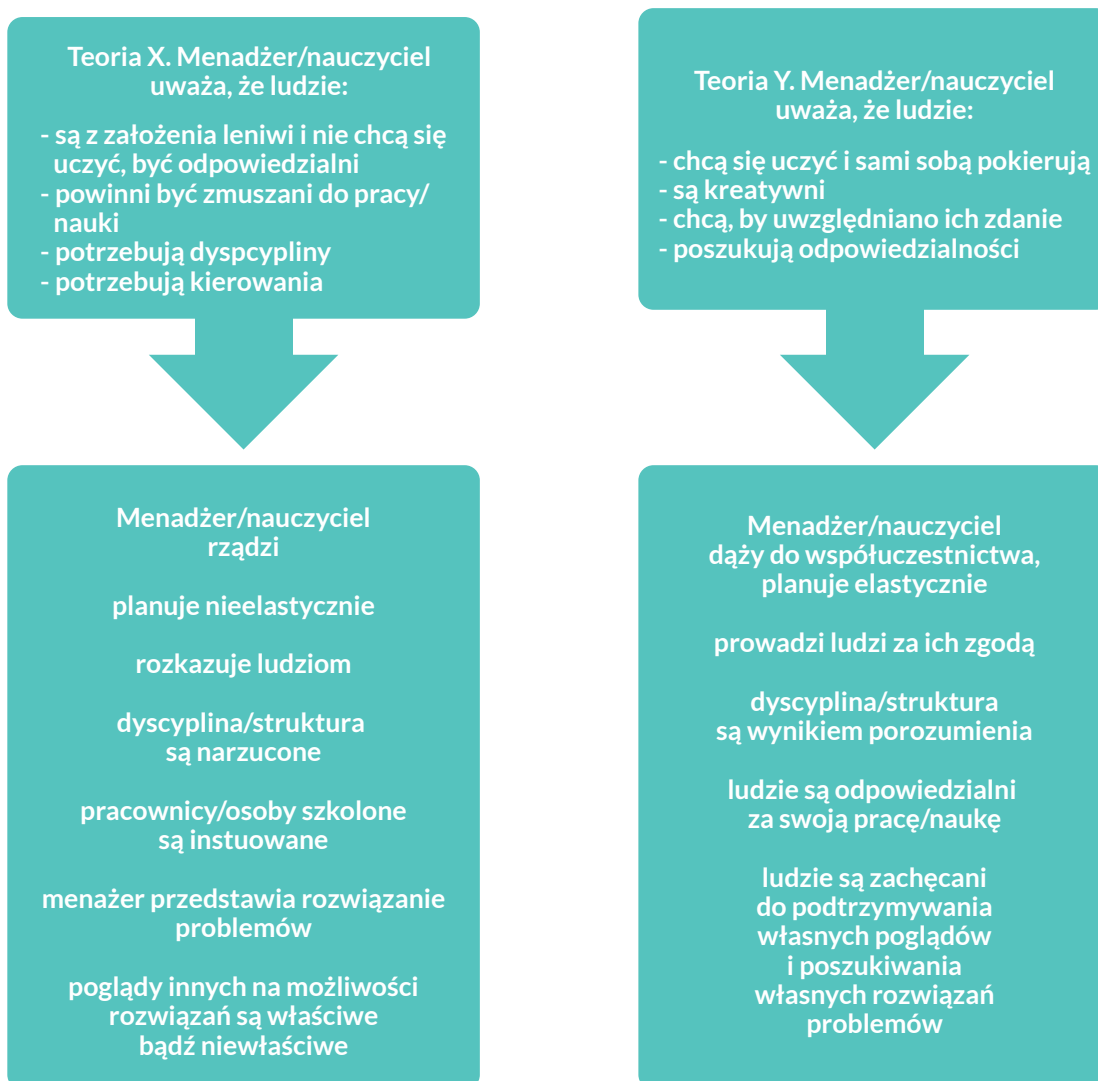 Teoria X. Menadżer/nauczyciel
uważa, że ludzie:
- są z założenia leniwi i nie chcą się
uczyć, być odpowiedzialni
- powinni być zmuszani do pracy/
nauki
- potrzebują dyspcypliny
- potrzebują kierowania
Menadżer/nauczyciel
rządzi
planuje nieelastycznie
rozkazuje ludziom
dyscyplina/struktura
są narzucone
pracownicy/osoby szkolone
są instuowane
menażer przedstawia rozwiązanie
problemów
poglądy innych na możliwości
rozwiązań są właściwe
bądź niewłaściwe
Teoria Y. Menadżer/nauczyciel
uważa, że ludzie:
- chcą się uczyć i sami sobą pokierują
- są kreatywni
- chcą, by uwzględniano ich zdanie
- poszukują odpowiedzialności
Menadżer/nauczyciel
dąży do współuczestnictwa,
planuje elastycznie
prowadzi ludzi za ich zgodą
dyscyplina/struktura
są wynikiem porozumienia
ludzie są odpowiedzialni
za swoją pracę/naukę
ludzie są zachęcani
do podtrzymywania
własnych poglądów
i poszukiwania
własnych rozwiązań
problemów